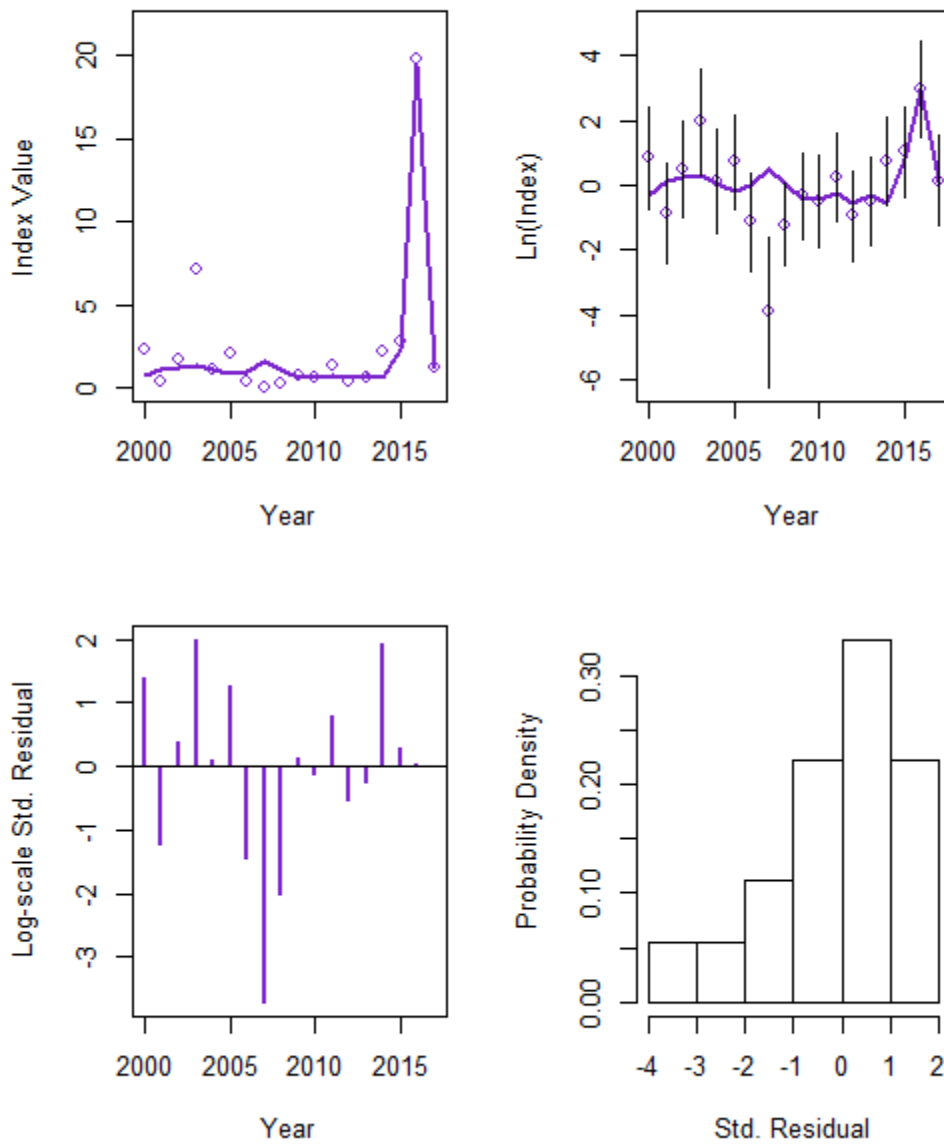 Index Value
20
15
10
5
0
2000 2005 2010 2015
Year
Ln(Index)
4
2
0
-2
-4
-6
2000 2005 2010 2015
Year
Log-scale Std. Residual
2
1
0
-1
-2
-3
2000 2005 2010 2015
Year
Probability Density
0.30
0.20
0.10
0.00
-4 -3 -2 -1 0 1 2
Std. Residual